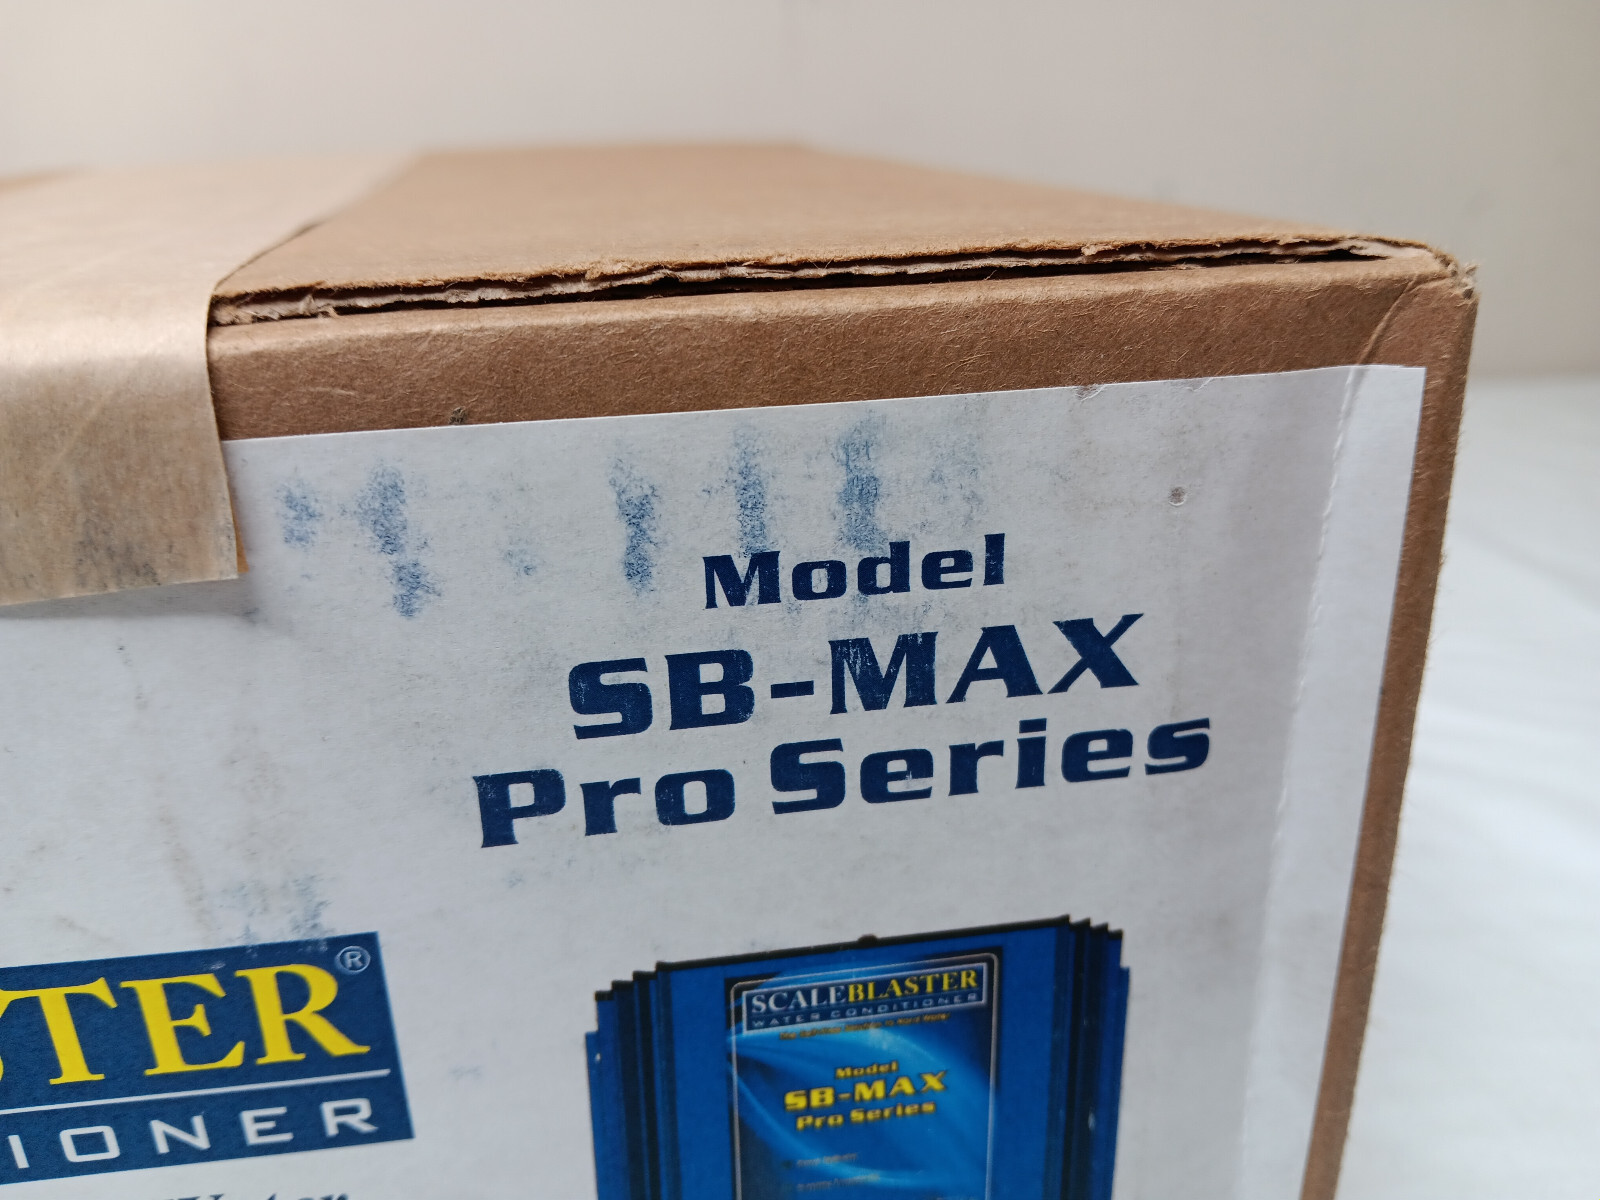 Model
SB-MAX
Pro Series
STER®
IONER
SCALEBLASTER
WATER CONDITIONER
Model
SB-MAX
Pro Series